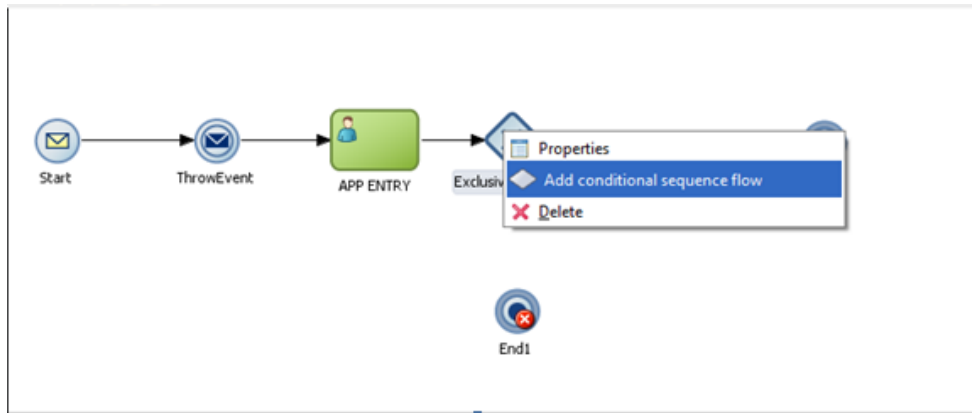 Start
ThrowEvent
APP ENTRY
Exclusiv
Properties
Add conditional sequence flow
Delete
End1